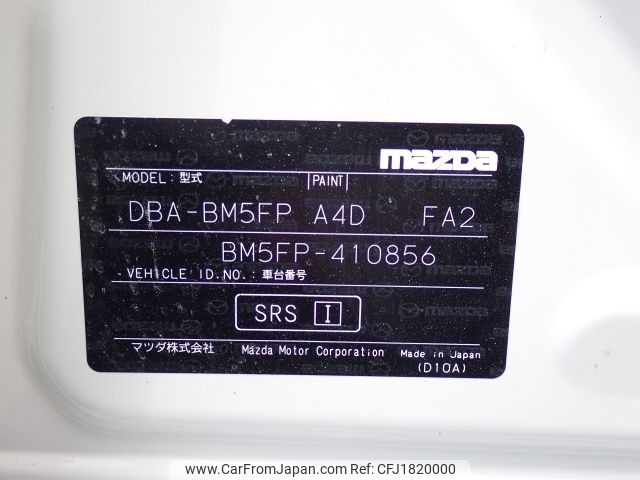 mazda
MODEL: 型式 PAINT
DBA-BM5FP A4D FA2
BM5FP-410856
VEHICLE ID.NO.: 車台番号
SRS I
マツダ株式会社 Mazda Motor Corporation Made in Japan
(D10A)
www.CarFromJapan.com Ref No. CFJ1820000